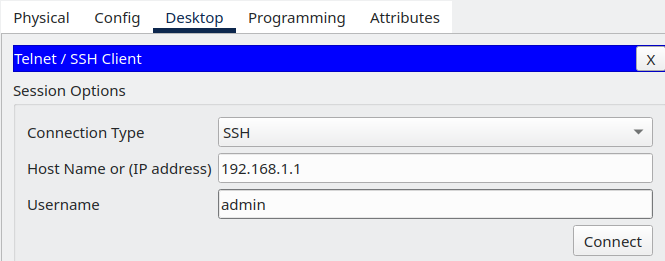 Physical Config Desktop Programming Attributes
Telnet / SSH Client X
Session Options
Connection Type SSH
Host Name or (IP address) 192.168.1.1
Username admin
Connect